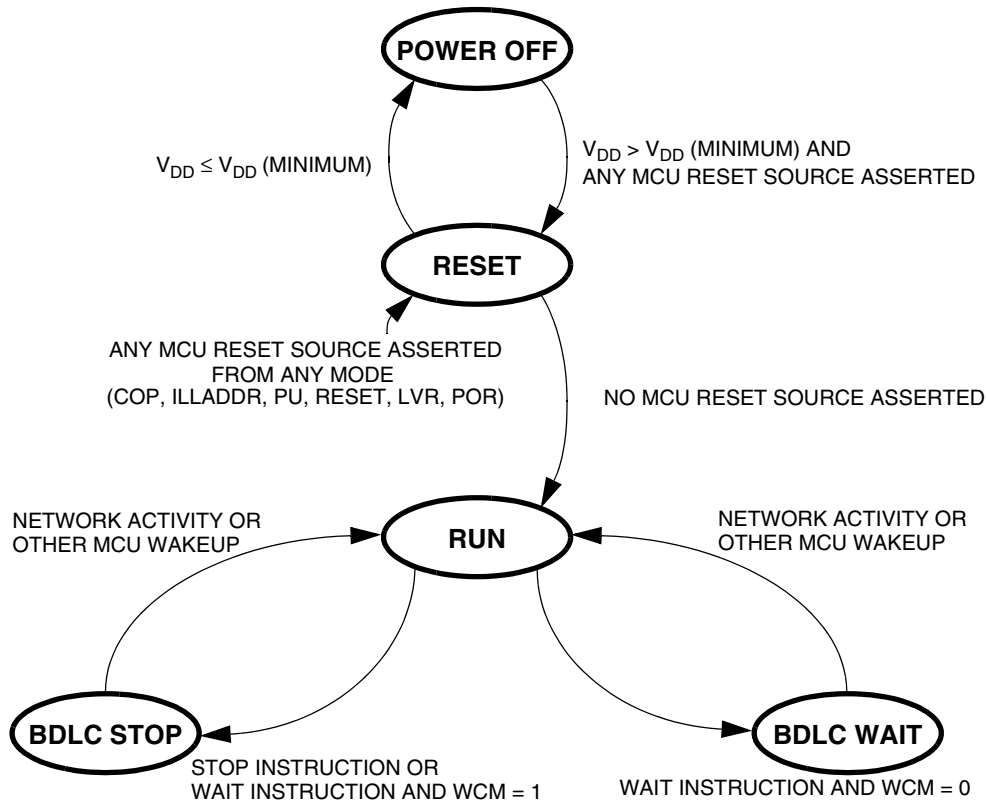 POWER OFF
V_DD ≤ V_DD (MINIMUM)
V_DD > V_DD (MINIMUM) AND
ANY MCU RESET SOURCE ASSERTED
RESET
ANY MCU RESET SOURCE ASSERTED
FROM ANY MODE
(COP, ILLADDR, PU, RESET, LVR, POR)
NO MCU RESET SOURCE ASSERTED
NETWORK ACTIVITY OR
OTHER MCU WAKEUP
RUN
NETWORK ACTIVITY OR
OTHER MCU WAKEUP
BDLC STOP
BDLC WAIT
STOP INSTRUCTION OR
WAIT INSTRUCTION AND WCM = 1
WAIT INSTRUCTION AND WCM = 0